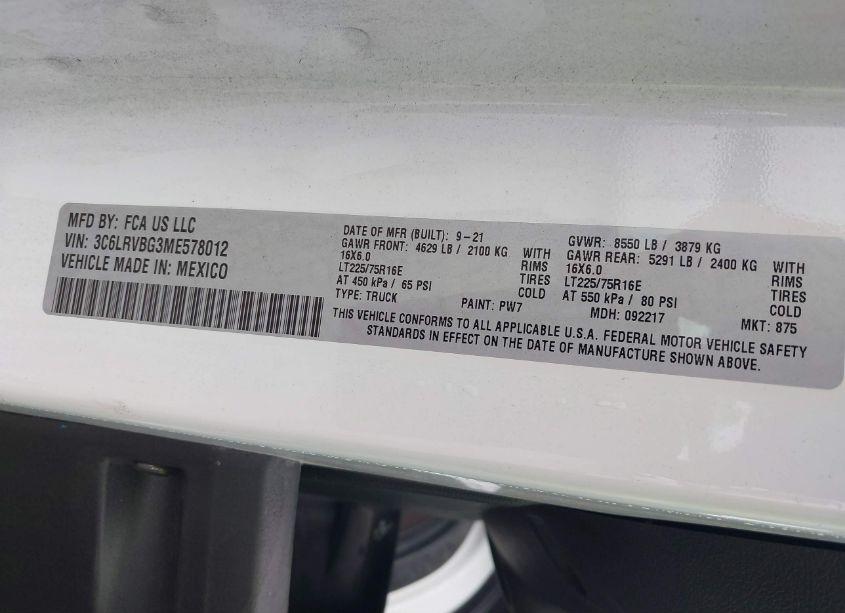 MFD BY: FCA US LLC
VIN: 3C6LRVBG3ME578012
VEHICLE MADE IN: MEXICO
DATE OF MFR (BUILT): 9-21
GAWR FRONT: 4629 LB / 2100 KG WITH
16X6.0 RIMS
LT225/75R16E TIRES
AT 450 kPa / 65 PSI COLD
TYPE: TRUCK PAINT: PW7
GVWR: 8550 LB / 3879 KG
GAWR REAR: 5291 LB / 2400 KG WITH
16X6.0 RIMS
LT225/75R16E TIRES
AT 550 kPa / 80 PSI COLD
MDH: 092217 MKT: 875
THIS VEHICLE CONFORMS TO ALL APPLICABLE U.S.A. FEDERAL MOTOR VEHICLE SAFETY
STANDARDS IN EFFECT ON THE DATE OF MANUFACTURE SHOWN ABOVE.